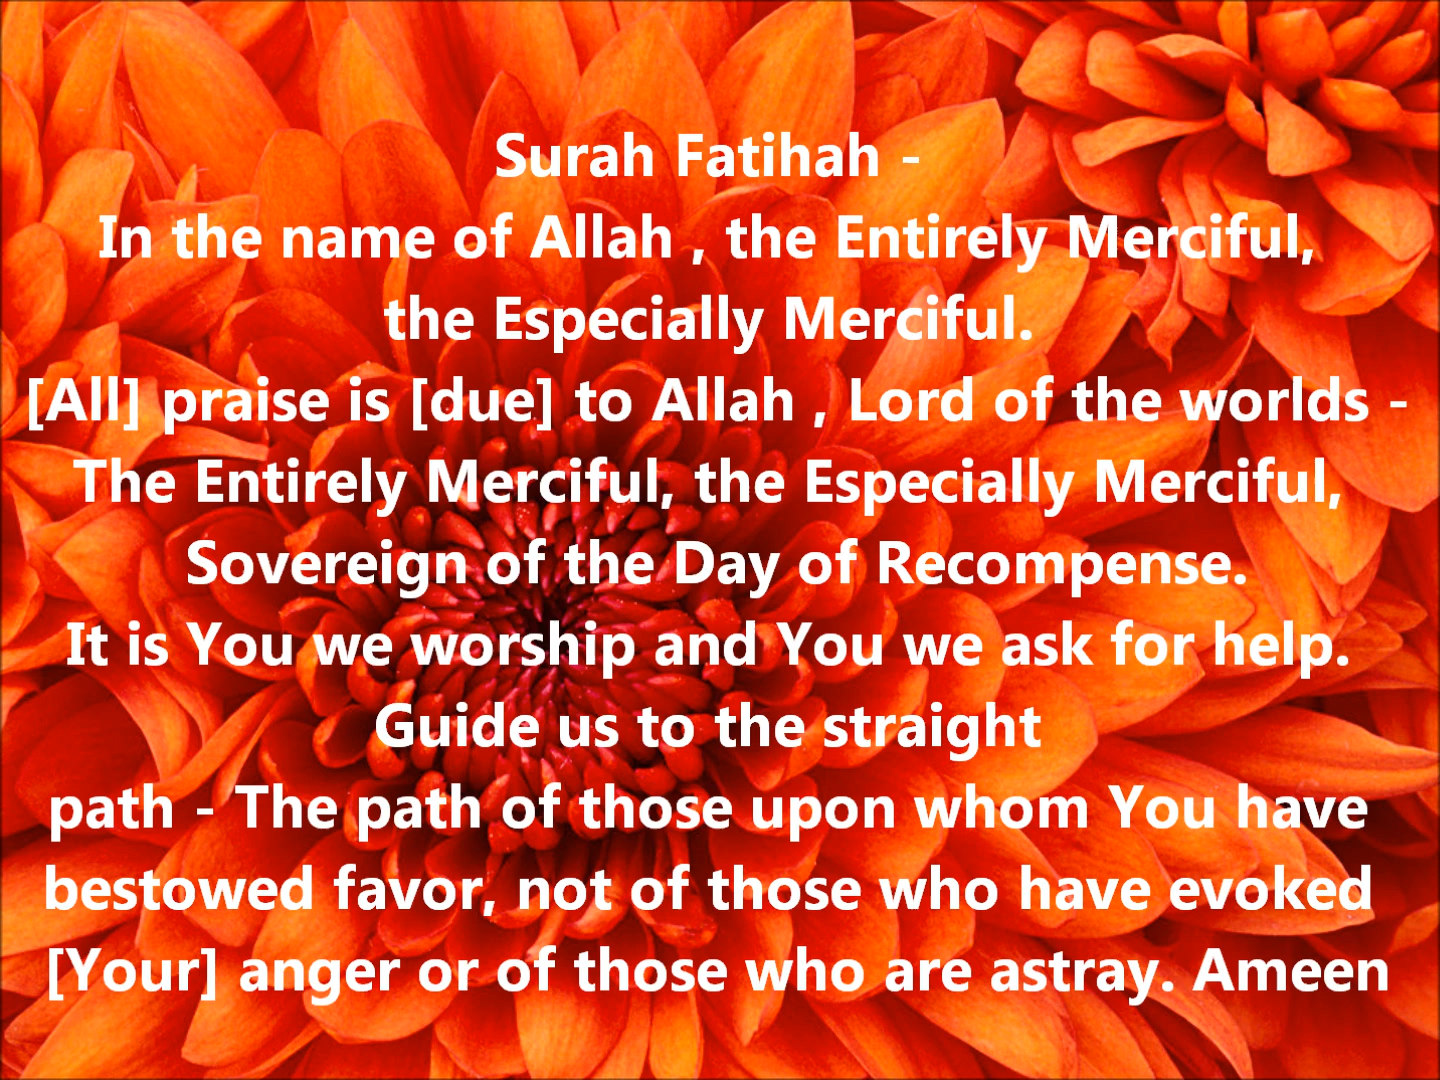 Surah Fatihah -
In the name of Allah , the Entirely Merciful,
the Especially Merciful.
[All] praise is [due] to Allah , Lord of the worlds -
The Entirely Merciful, the Especially Merciful,
Sovereign of the Day of Recompense.
It is You we worship and You we ask for help.
Guide us to the straight
path - The path of those upon whom You have
bestowed favor, not of those who have evoked
[Your] anger or of those who are astray. Ameen